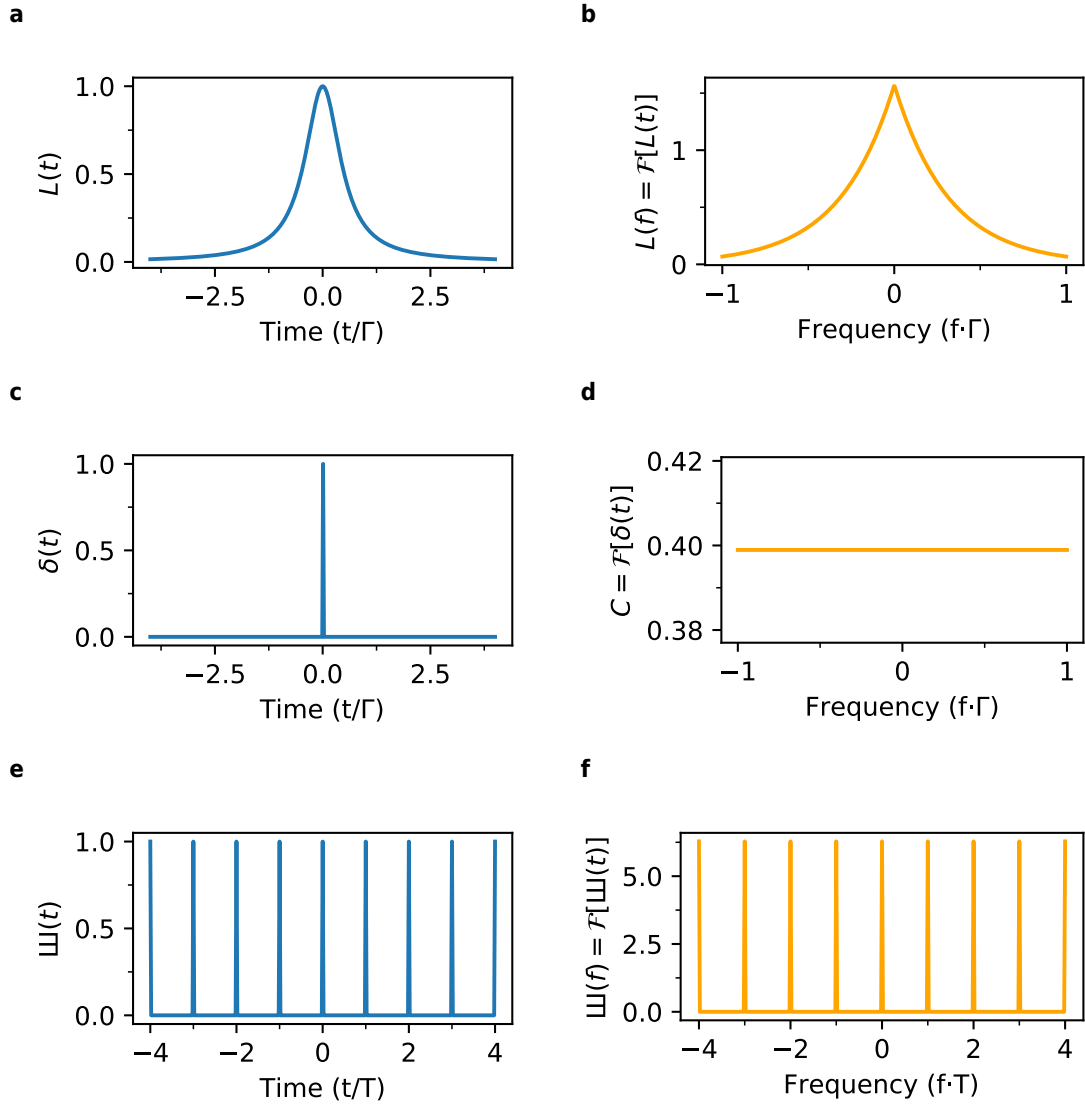 a
b
L(t)
1.0
0.5
0.0
−2.5
0.0
2.5
Time (t/Γ)
L(f) = ℱ[L(t)]
1
0
−1
0
1
Frequency (f·Γ)
c
d
δ(t)
1.0
0.5
0.0
−2.5
0.0
2.5
Time (t/Γ)
C = ℱ[δ(t)]
0.42
0.40
0.38
−1
0
1
Frequency (f·Γ)
e
f
Ш(t)
1.0
0.5
0.0
−4
−2
0
2
4
Time (t/T)
Ш(f) = ℱ[Ш(t)]
5.0
2.5
0.0
−4
−2
0
2
4
Frequency (f·T)